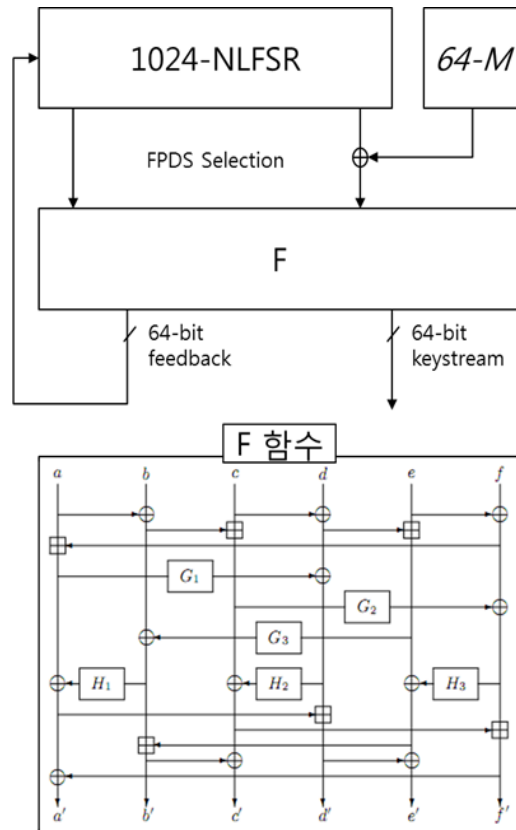 1024-NLFSR
64-M
FPDS Selection
F
64-bit feedback
64-bit keystream
F 함수
a b c d e f
G₁
G₂
G₃
H₁ H₂ H₃
a′ b′ c′ d′ e′ f′